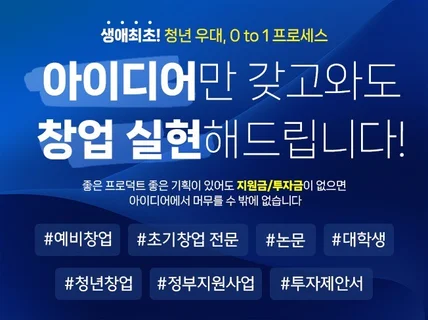 생애최초! 청년 우대, 0 to 1 프로세스
아이디어만 갖고와도
창업 실현해드립니다!
좋은 프로덕트 좋은 기획이 있어도 지원금/투자금이 없으면
아이디어에서 머무를 수 밖에 없습니다
#예비창업 #초기창업 전문 #논문 #대학생
#청년창업 #정부지원사업 #투자제안서